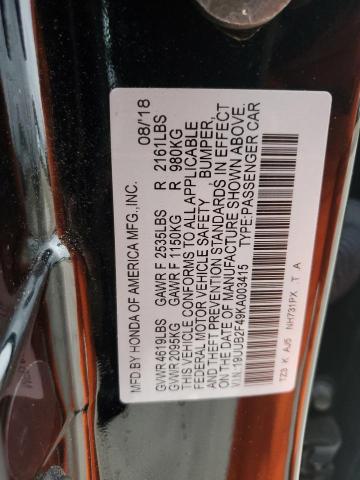 MFD.BY HONDA OF AMERICA MFG.,INC. 08/'18
GVWR 4619LBS GAWR F 2535LBS R 2161LBS
GVWR 2095KG GAWR F 1150KG R 980KG
THIS VEHICLE CONFORMS TO ALL APPLICABLE
FEDERAL MOTOR VEHICLE SAFETY , BUMPER,
AND THEFT PREVENTION STANDARDS IN EFFECT
ON THE DATE OF MANUFACTURE SHOWN ABOVE.
V.I.N.:19UUB2F49KA003415 TYPE:PASSENGER CAR
TZ3 K AJ5 NH731PX T A